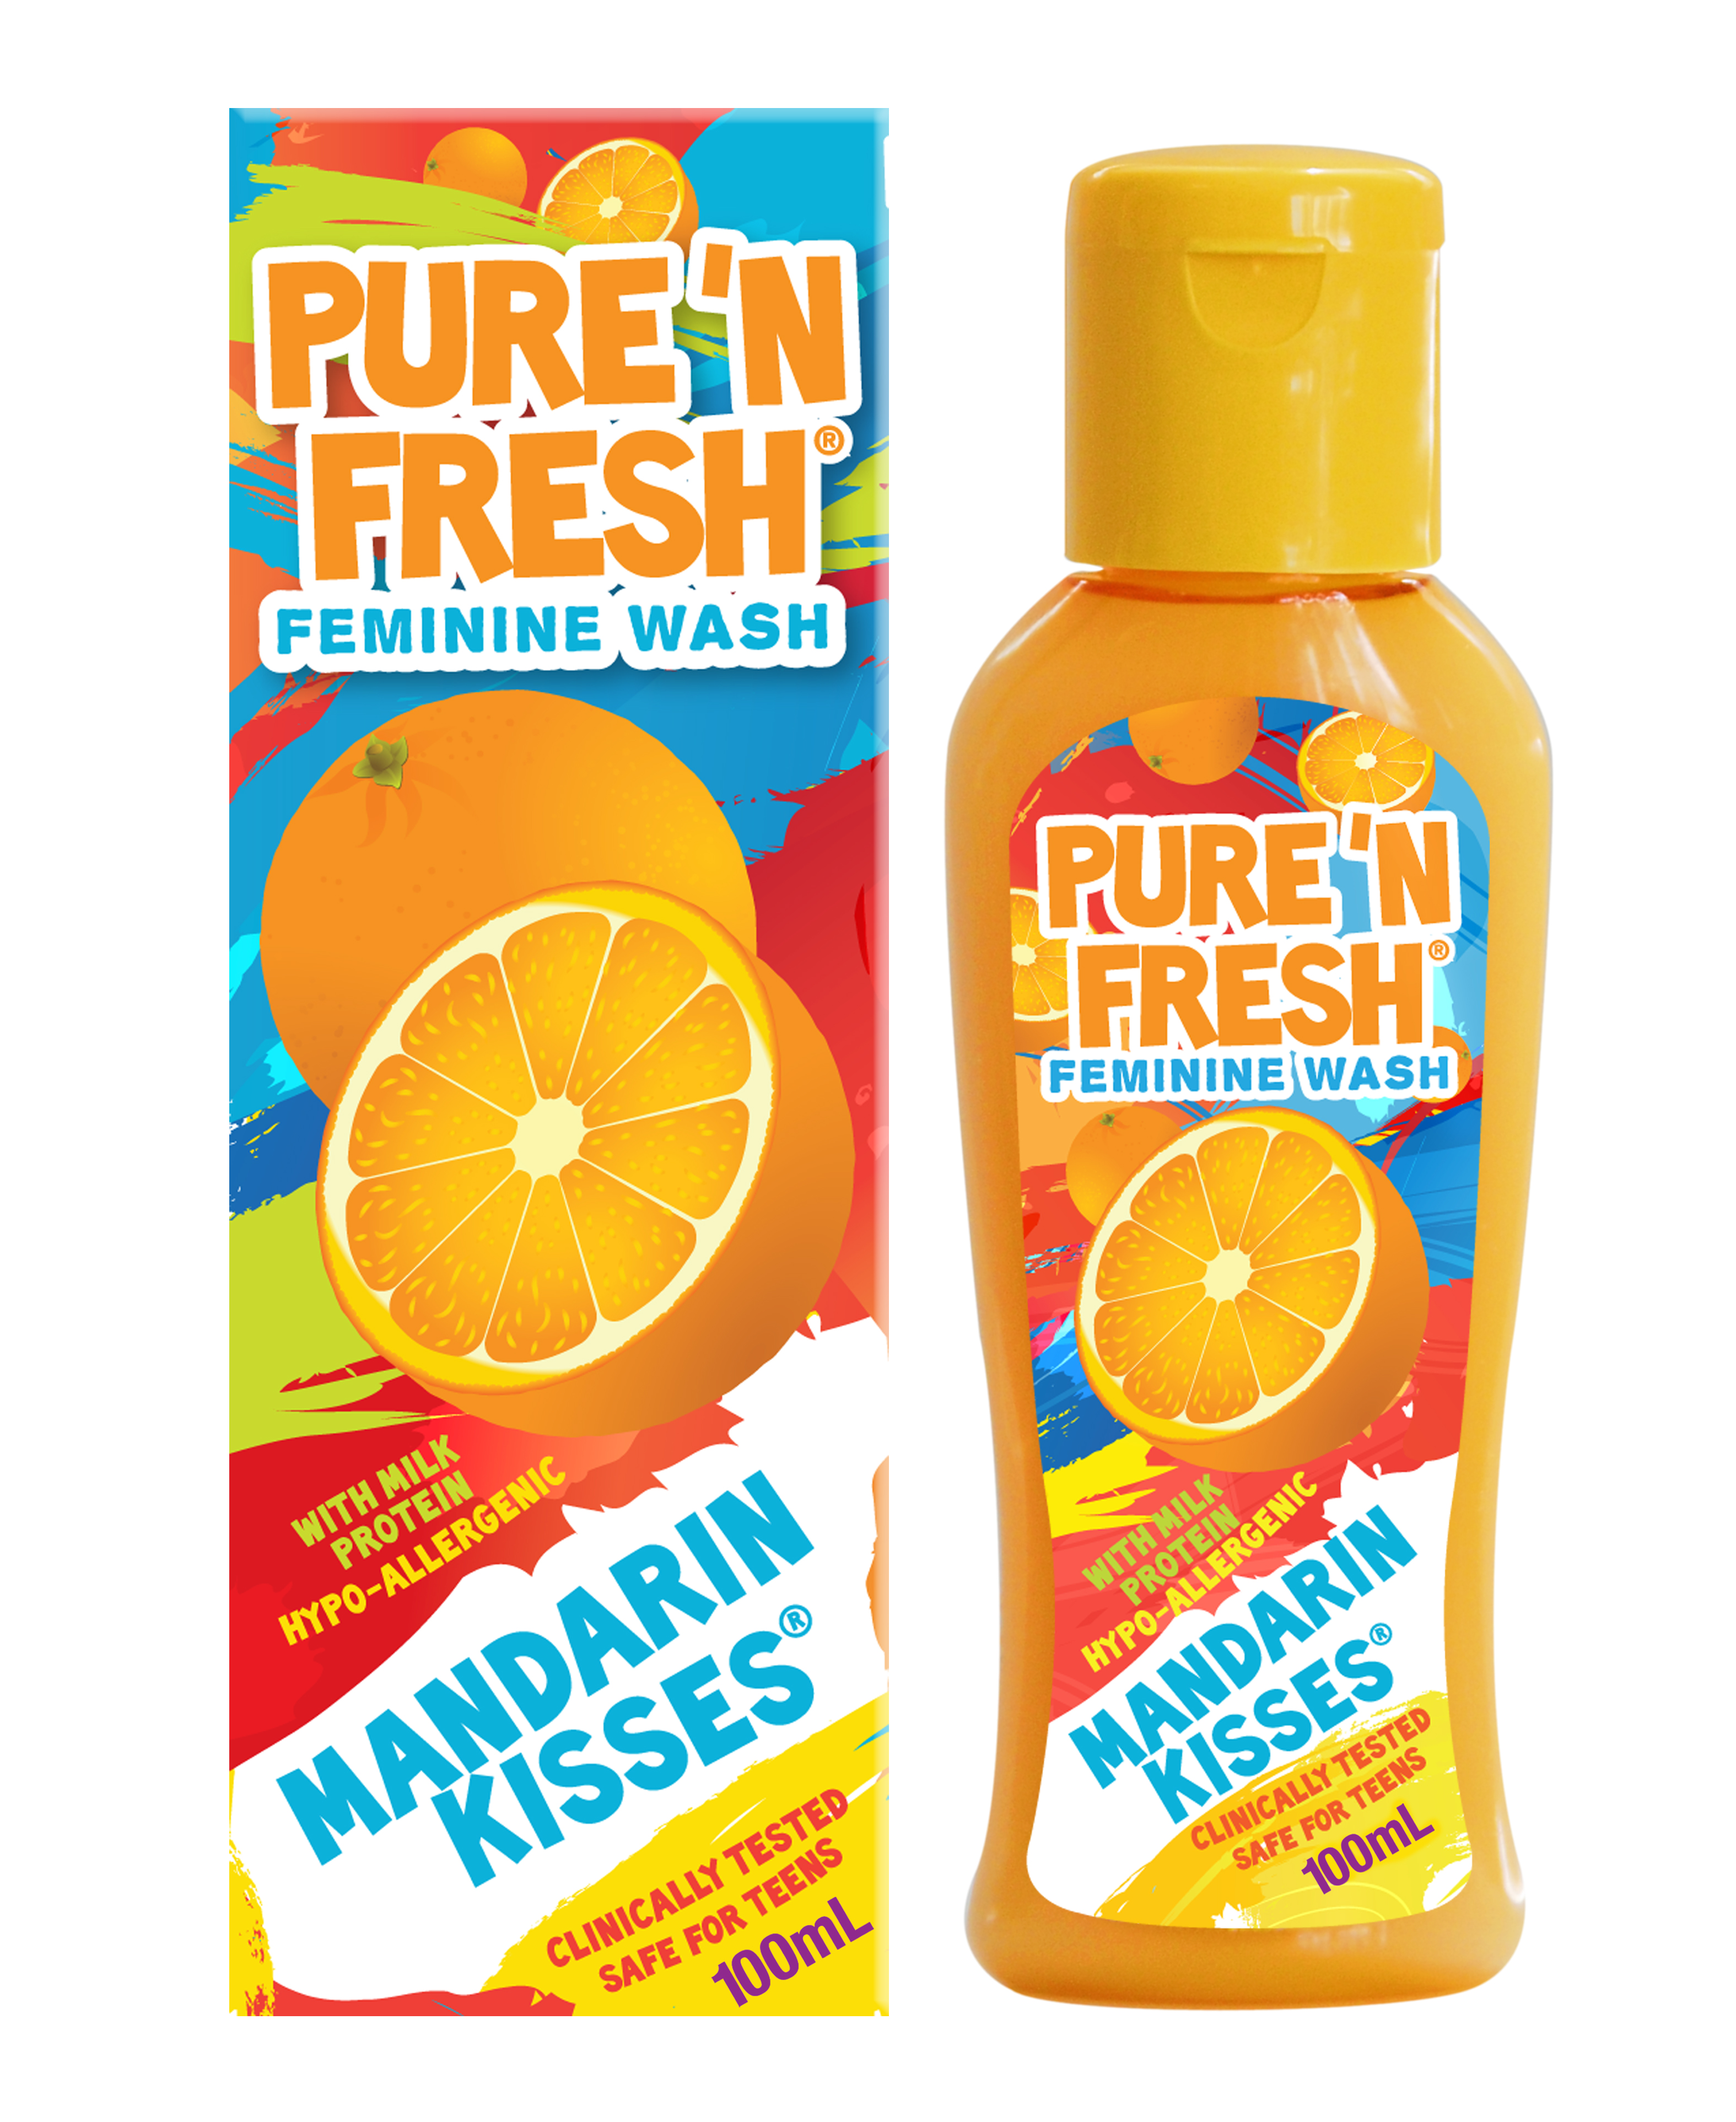 PURE 'N
FRESH®
FEMININE WASH
WITH MILK
PROTEIN
HYPO-ALLERGENIC
MANDARIN
KISSES®
CLINICALLY TESTED
SAFE FOR TEENS
100mL
PURE 'N
FRESH®
FEMININE WASH
WITH MILK
PROTEIN
HYPO-ALLERGENIC
MANDARIN
KISSES®
CLINICALLY TESTED
SAFE FOR TEENS
100mL